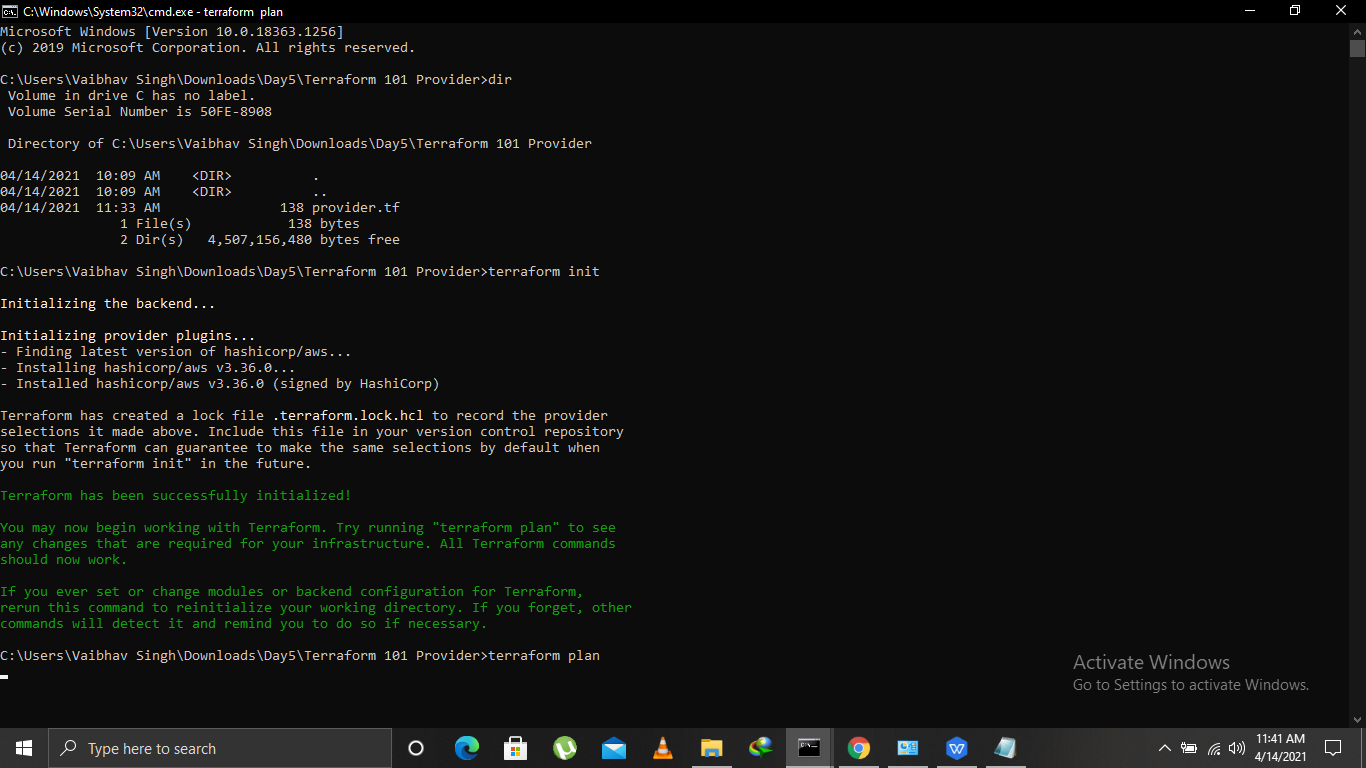 C:\Windows\System32\cmd.exe - terraform  plan
Microsoft Windows [Version 10.0.18363.1256]
(c) 2019 Microsoft Corporation. All rights reserved.
C:\Users\Vaibhav Singh\Downloads\Day5\Terraform 101 Provider>dir
 Volume in drive C has no label.
 Volume Serial Number is 50FE-8908
 Directory of C:\Users\Vaibhav Singh\Downloads\Day5\Terraform 101 Provider
04/14/2021  10:09 AM    <DIR>          .
04/14/2021  10:09 AM    <DIR>          ..
04/14/2021  11:33 AM               138 provider.tf
               1 File(s)            138 bytes
               2 Dir(s)   4,507,156,480 bytes free
C:\Users\Vaibhav Singh\Downloads\Day5\Terraform 101 Provider>terraform init
Initializing the backend...
Initializing provider plugins...
- Finding latest version of hashicorp/aws...
- Installing hashicorp/aws v3.36.0...
- Installed hashicorp/aws v3.36.0 (signed by HashiCorp)
Terraform has created a lock file .terraform.lock.hcl to record the provider
selections it made above. Include this file in your version control repository
so that Terraform can guarantee to make the same selections by default when
you run "terraform init" in the future.
Terraform has been successfully initialized!
You may now begin working with Terraform. Try running "terraform plan" to see
any changes that are required for your infrastructure. All Terraform commands
should now work.
If you ever set or change modules or backend configuration for Terraform,
rerun this command to reinitialize your working directory. If you forget, other
commands will detect it and remind you to do so if necessary.
C:\Users\Vaibhav Singh\Downloads\Day5\Terraform 101 Provider>terraform plan
Activate Windows
Go to Settings to activate Windows.
Type here to search
11:41 AM
4/14/2021